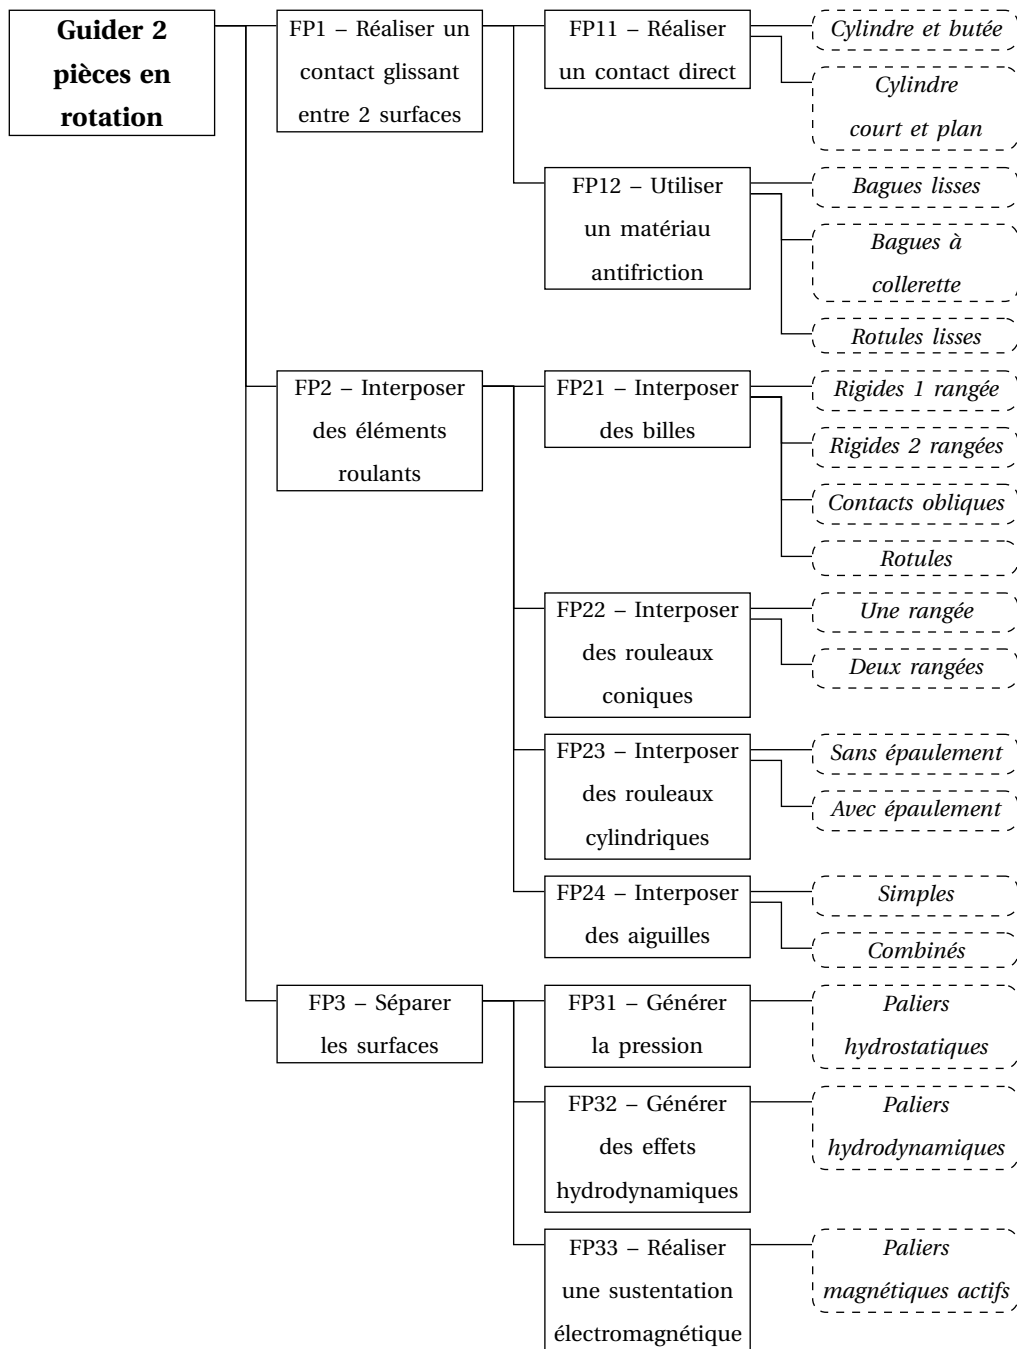 Guider 2
pièces en
rotation
FP1 – Réaliser un
contact glissant
entre 2 surfaces
FP11 – Réaliser
un contact direct
Cylindre et butée
Cylindre
court et plan
FP12 – Utiliser
un matériau
antifriction
Bagues lisses
Bagues à
collerette
Rotules lisses
FP2 – Interposer
des éléments
roulants
FP21 – Interposer
des billes
Rigides 1 rangée
Rigides 2 rangées
Contacts obliques
Rotules
FP22 – Interposer
des rouleaux
coniques
Une rangée
Deux rangées
FP23 – Interposer
des rouleaux
cylindriques
Sans épaulement
Avec épaulement
FP24 – Interposer
des aiguilles
Simples
Combinés
FP3 – Séparer
les surfaces
FP31 – Générer
la pression
Paliers
hydrostatiques
FP32 – Générer
des effets
hydrodynamiques
Paliers
hydrodynamiques
FP33 – Réaliser
une sustentation
électromagnétique
Paliers
magnétiques actifs